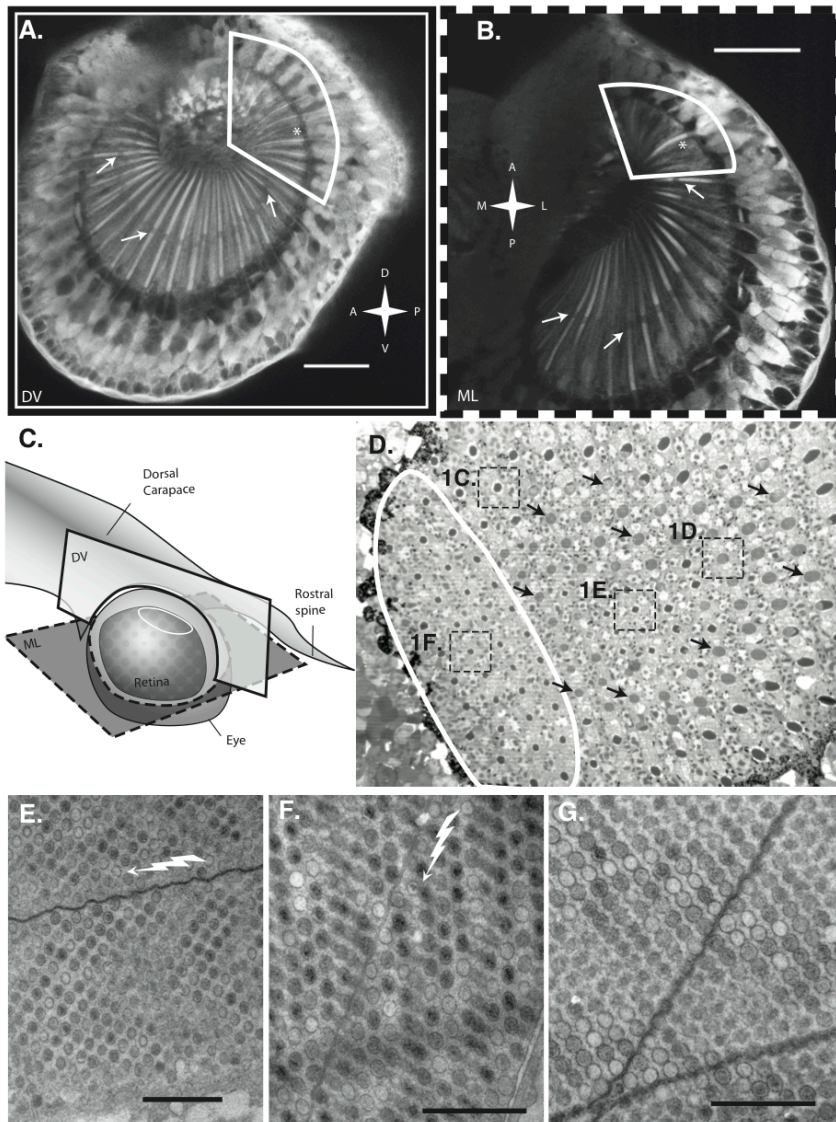 A.
*
D
A
P
V
DV
B.
*
A
M
L
P
ML
C.
Dorsal
Carapace
DV
Rostral
spine
ML
Retina
Eye
D.
1C.
1D.
1E.
1F.
E.
F.
G.